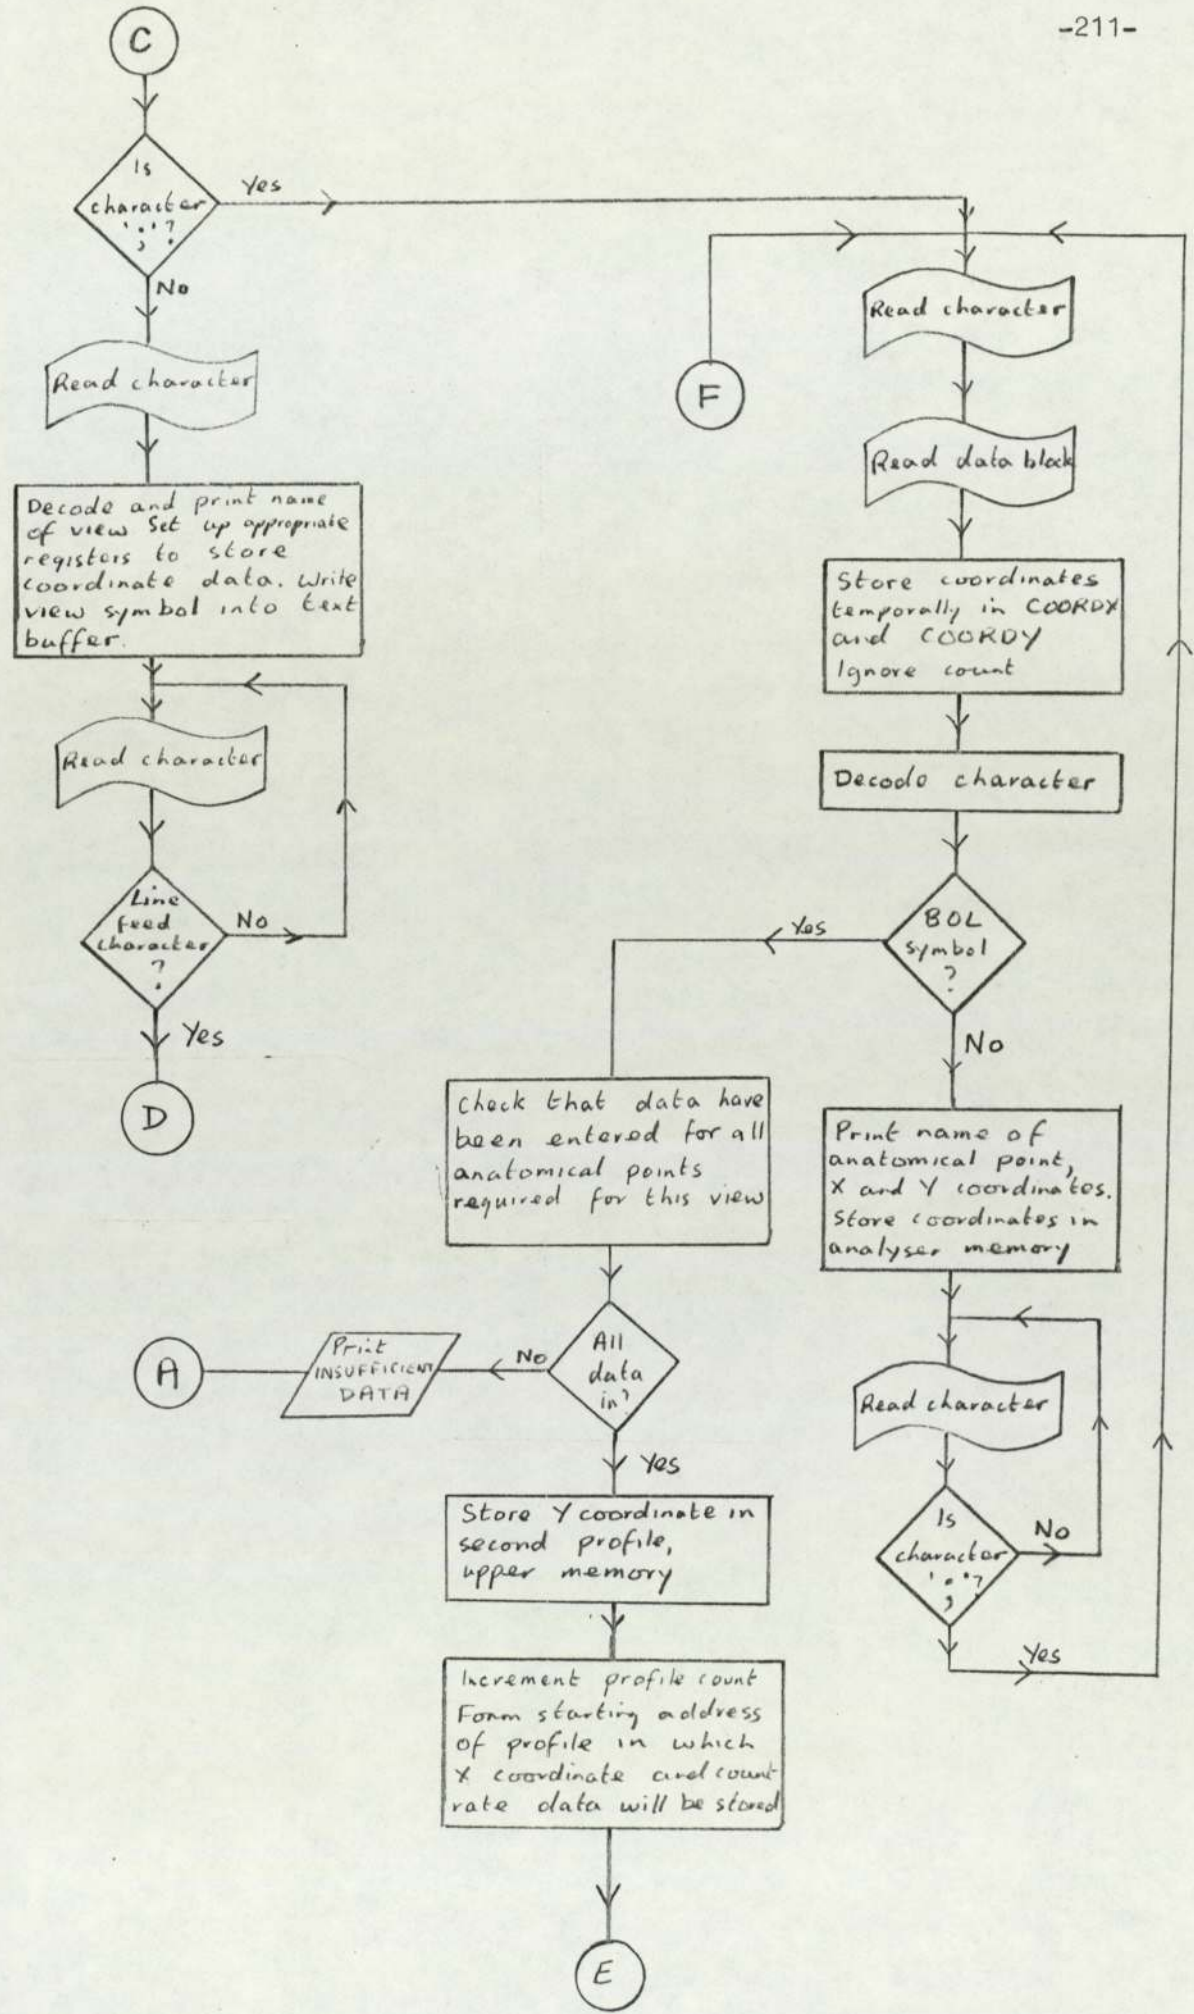 -211-
C
Is
character
';'?
Yes
No
Read character
Decode and print name
of view Set up appropriate
registers to store
coordinate data. Write
view symbol into text
buffer.
Read character
Line
feed
character
?
No
Yes
D
F
Read character
Read data block
Store coordinates
temporally in COORDX
and COORDY
Ignore count
Decode character
BOL
symbol
?
Yes
No
Check that data have
been entered for all
anatomical points
required for this view
Print name of
anatomical point,
X and Y coordinates.
Store coordinates in
analyser memory
A
Print
INSUFFICIENT
DATA
No
All
data
in?
Yes
Read character
Is
character
';'?
No
Yes
Store Y coordinate in
second profile,
upper memory
Increment profile count
Form starting address
of profile in which
X coordinate and count
rate data will be stored
E